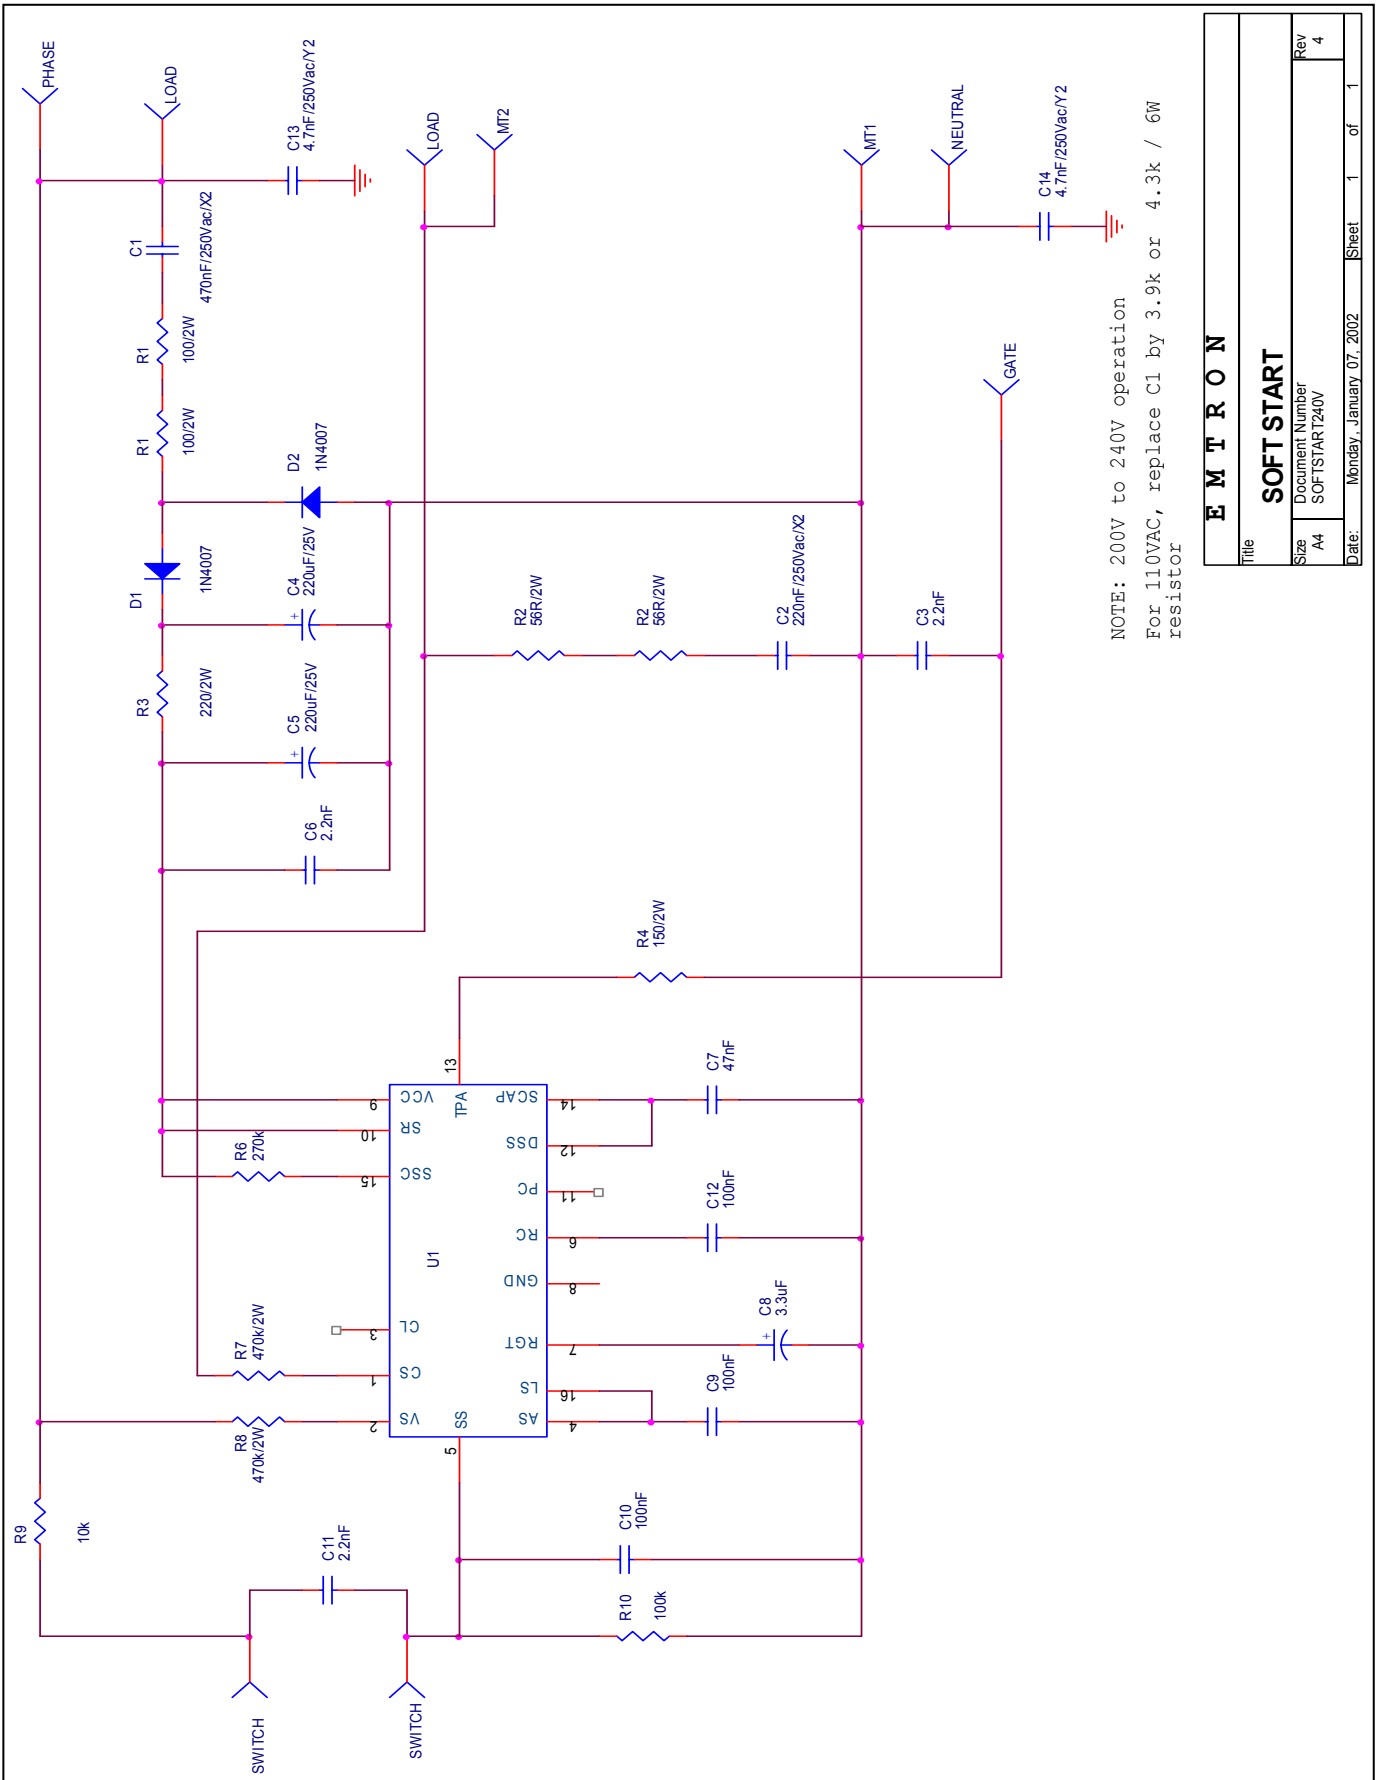 PHASE
LOAD
C13
4.7nF/250Vac/Y2
C1
470nF/250Vac/X2
R1
100/2W
R1
100/2W
D2
1N4007
D1
1N4007
C4
220uF/25V
R3
220/2W
C5
220uF/25V
C6
2.2nF
LOAD
MT2
MT1
NEUTRAL
C14
4.7nF/250Vac/Y2
GATE
R2
56R/2W
R2
56R/2W
C2
220nF/250Vac/X2
C3
2.2nF
R4
150/2W
R6
270k
R7
470k/2W
R8
470k/2W
R9
10k
C11
2.2nF
SWITCH
SWITCH
U1
VS
2
CS
1
CL
3
SSC
15
SR
10
VCC
9
SS
5
TPA
13
AS
4
LS
16
RGT
7
GND
8
RC
6
PC
11
DSS
12
SCAP
14
C7
47nF
C12
100nF
C8
3.3uF
C9
100nF
C10
100nF
R10
100k
NOTE: 200V to 240V operation
For 110VAC, replace C1 by 3.9k or 4.3k / 6W
resistor
E M T R O N
Title
SOFT START
Size
A4
Document Number
SOFTSTART240V
Rev
4
Date:
Monday, January 07, 2002
Sheet
1 of 1